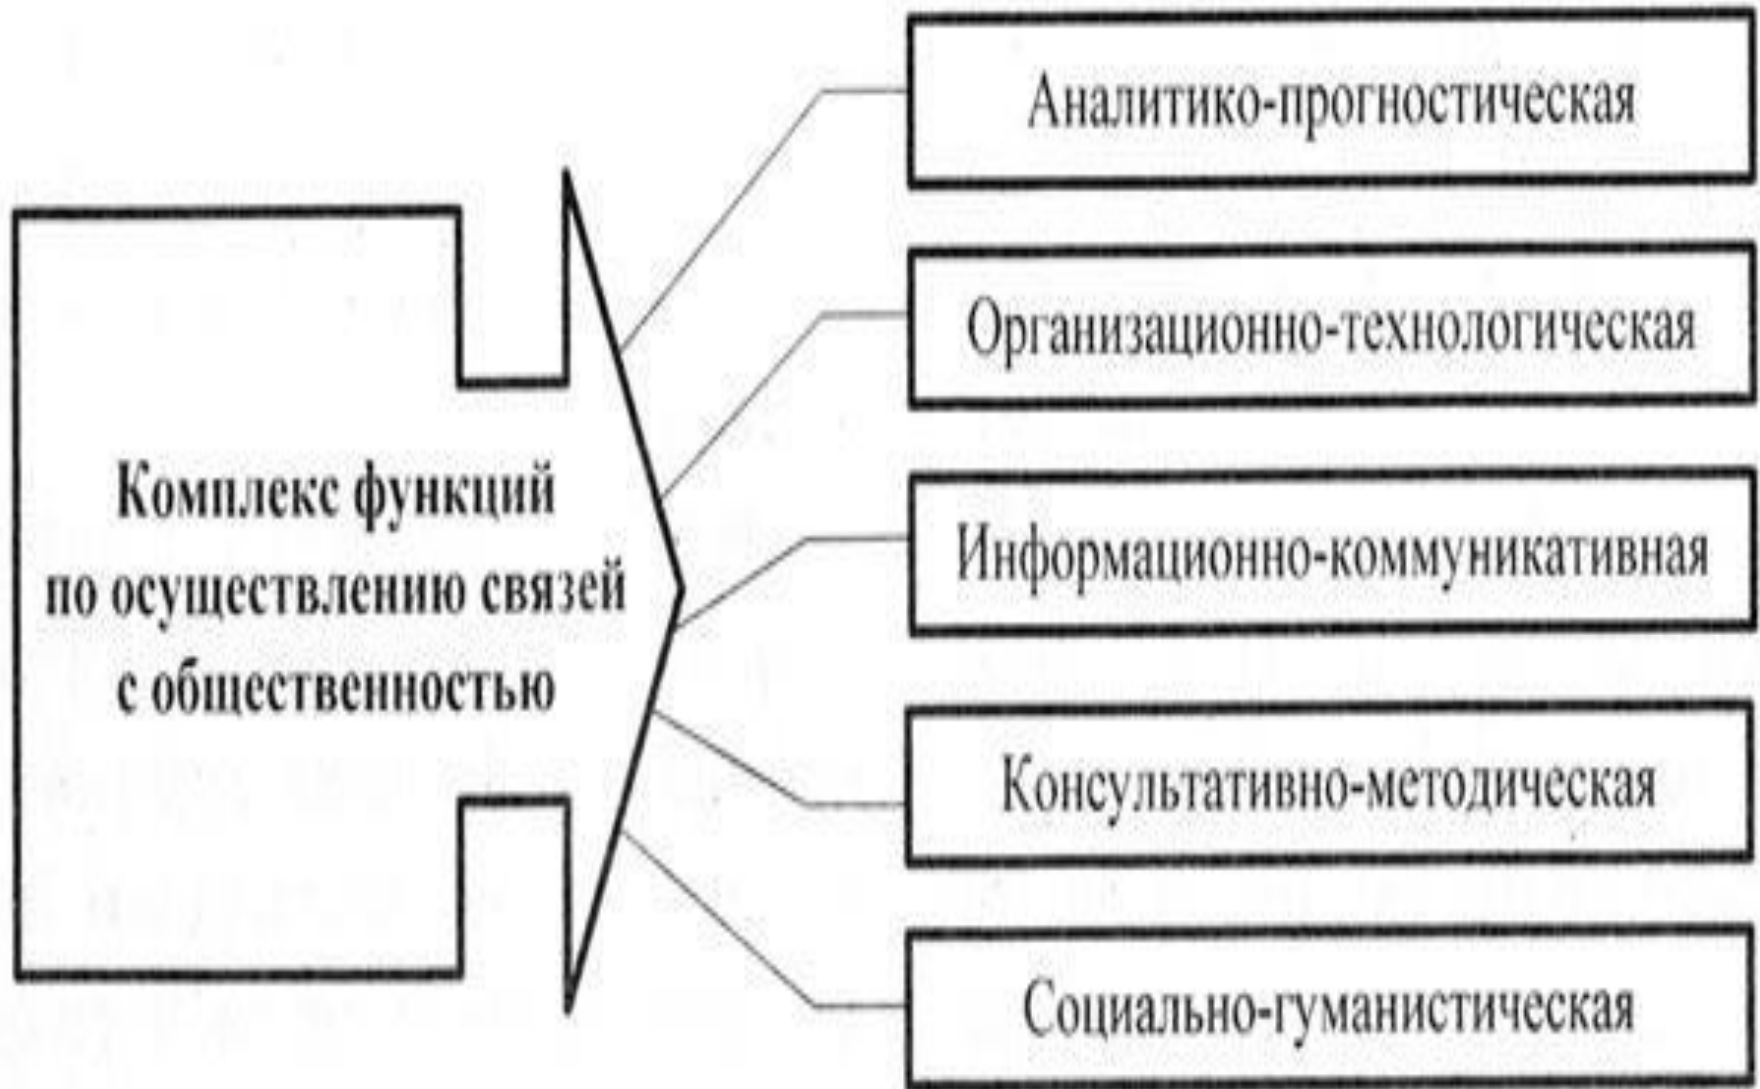 Комплекс функций
по осуществлению связей
с общественностью
Аналитико-прогностическая
Организационно-технологическая
Информационно-коммуникативная
Консультативно-методическая
Социально-гуманистическая